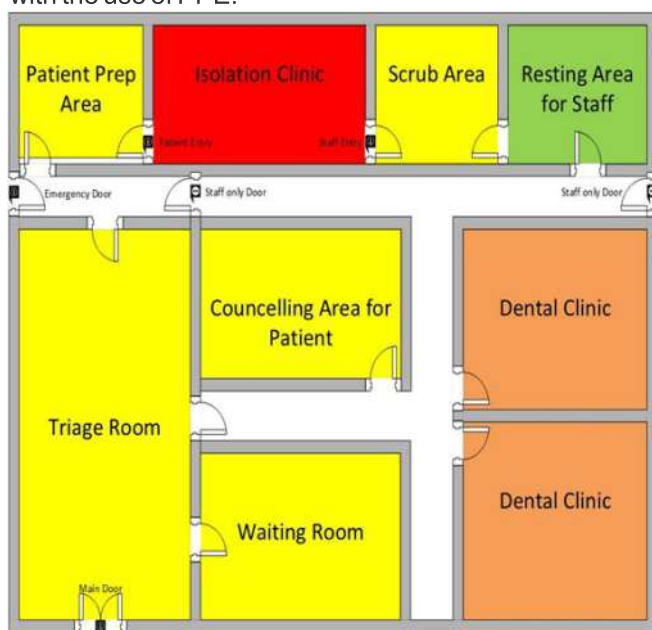 with the use of PPE.
Patient Prep
Area
Isolation Clinic
Scrub Area
Resting Area
for Staff
Patient Entry
Staff Entry
Emergency Door
Staff only Door
Staff only Door
Councelling Area for
Patient
Dental Clinic
Triage Room
Waiting Room
Dental Clinic
Main Door